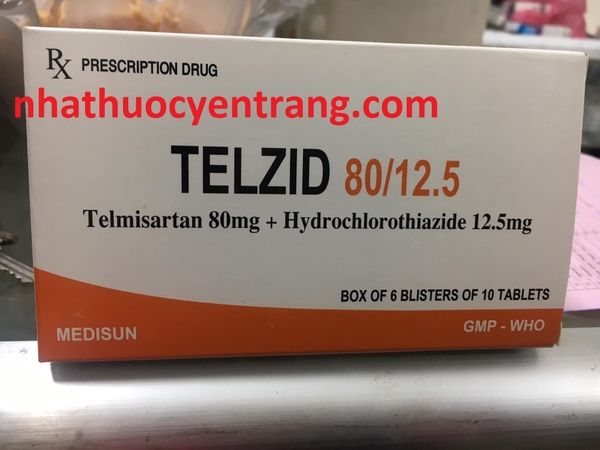 Rx PRESCRIPTION DRUG
nhathuocyentrang.com
TELZID 80/12.5
Telmisartan 80mg + Hydrochlorothiazide 12.5mg
BOX OF 6 BLISTERS OF 10 TABLETS
MEDISUN
GMP - WHO